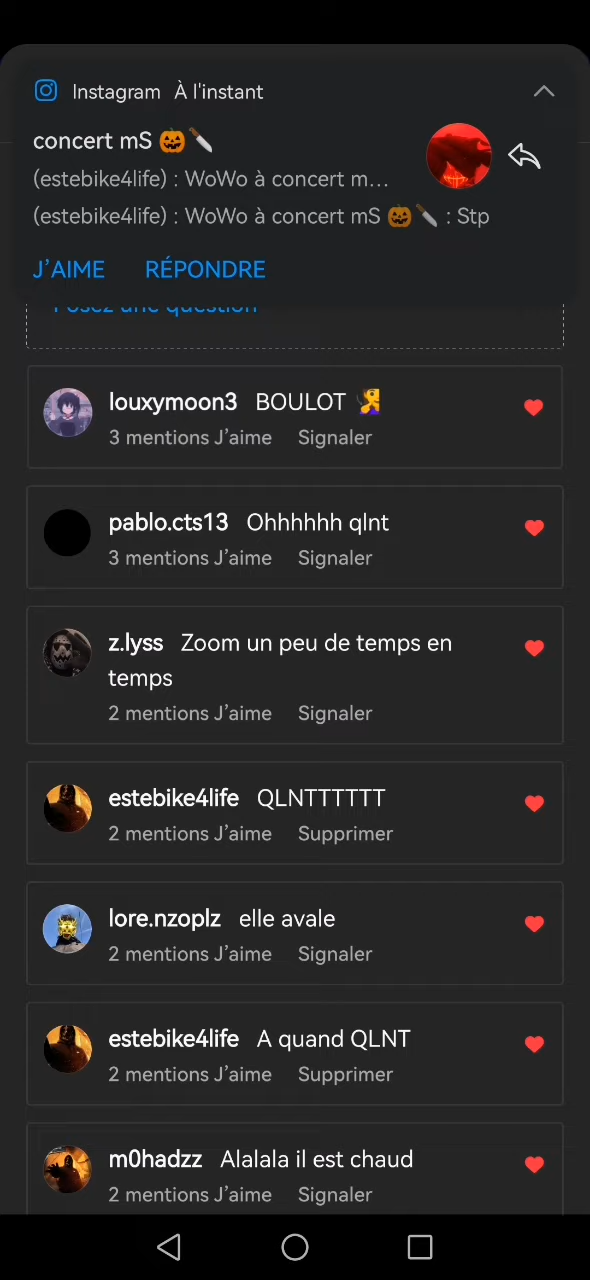 Instagram À l'instant
concert mS 🎃🔪
(estebike4life) : WoWo à concert m...
(estebike4life) : WoWo à concert mS 🎃🔪 : Stp
J'AIME RÉPONDRE
Posez une question
louxymoon3 BOULOT 🧏‍♀️
3 mentions J'aime Signaler
pablo.cts13 Ohhhhhh qlnt
3 mentions J'aime Signaler
z.lyss Zoom un peu de temps en
temps
2 mentions J'aime Signaler
estebike4life QLNTTTTTT
2 mentions J'aime Supprimer
lore.nzoplz elle avale
2 mentions J'aime Signaler
estebike4life A quand QLNT
2 mentions J'aime Supprimer
m0hadzz Alalala il est chaud
2 mentions J'aime Signaler